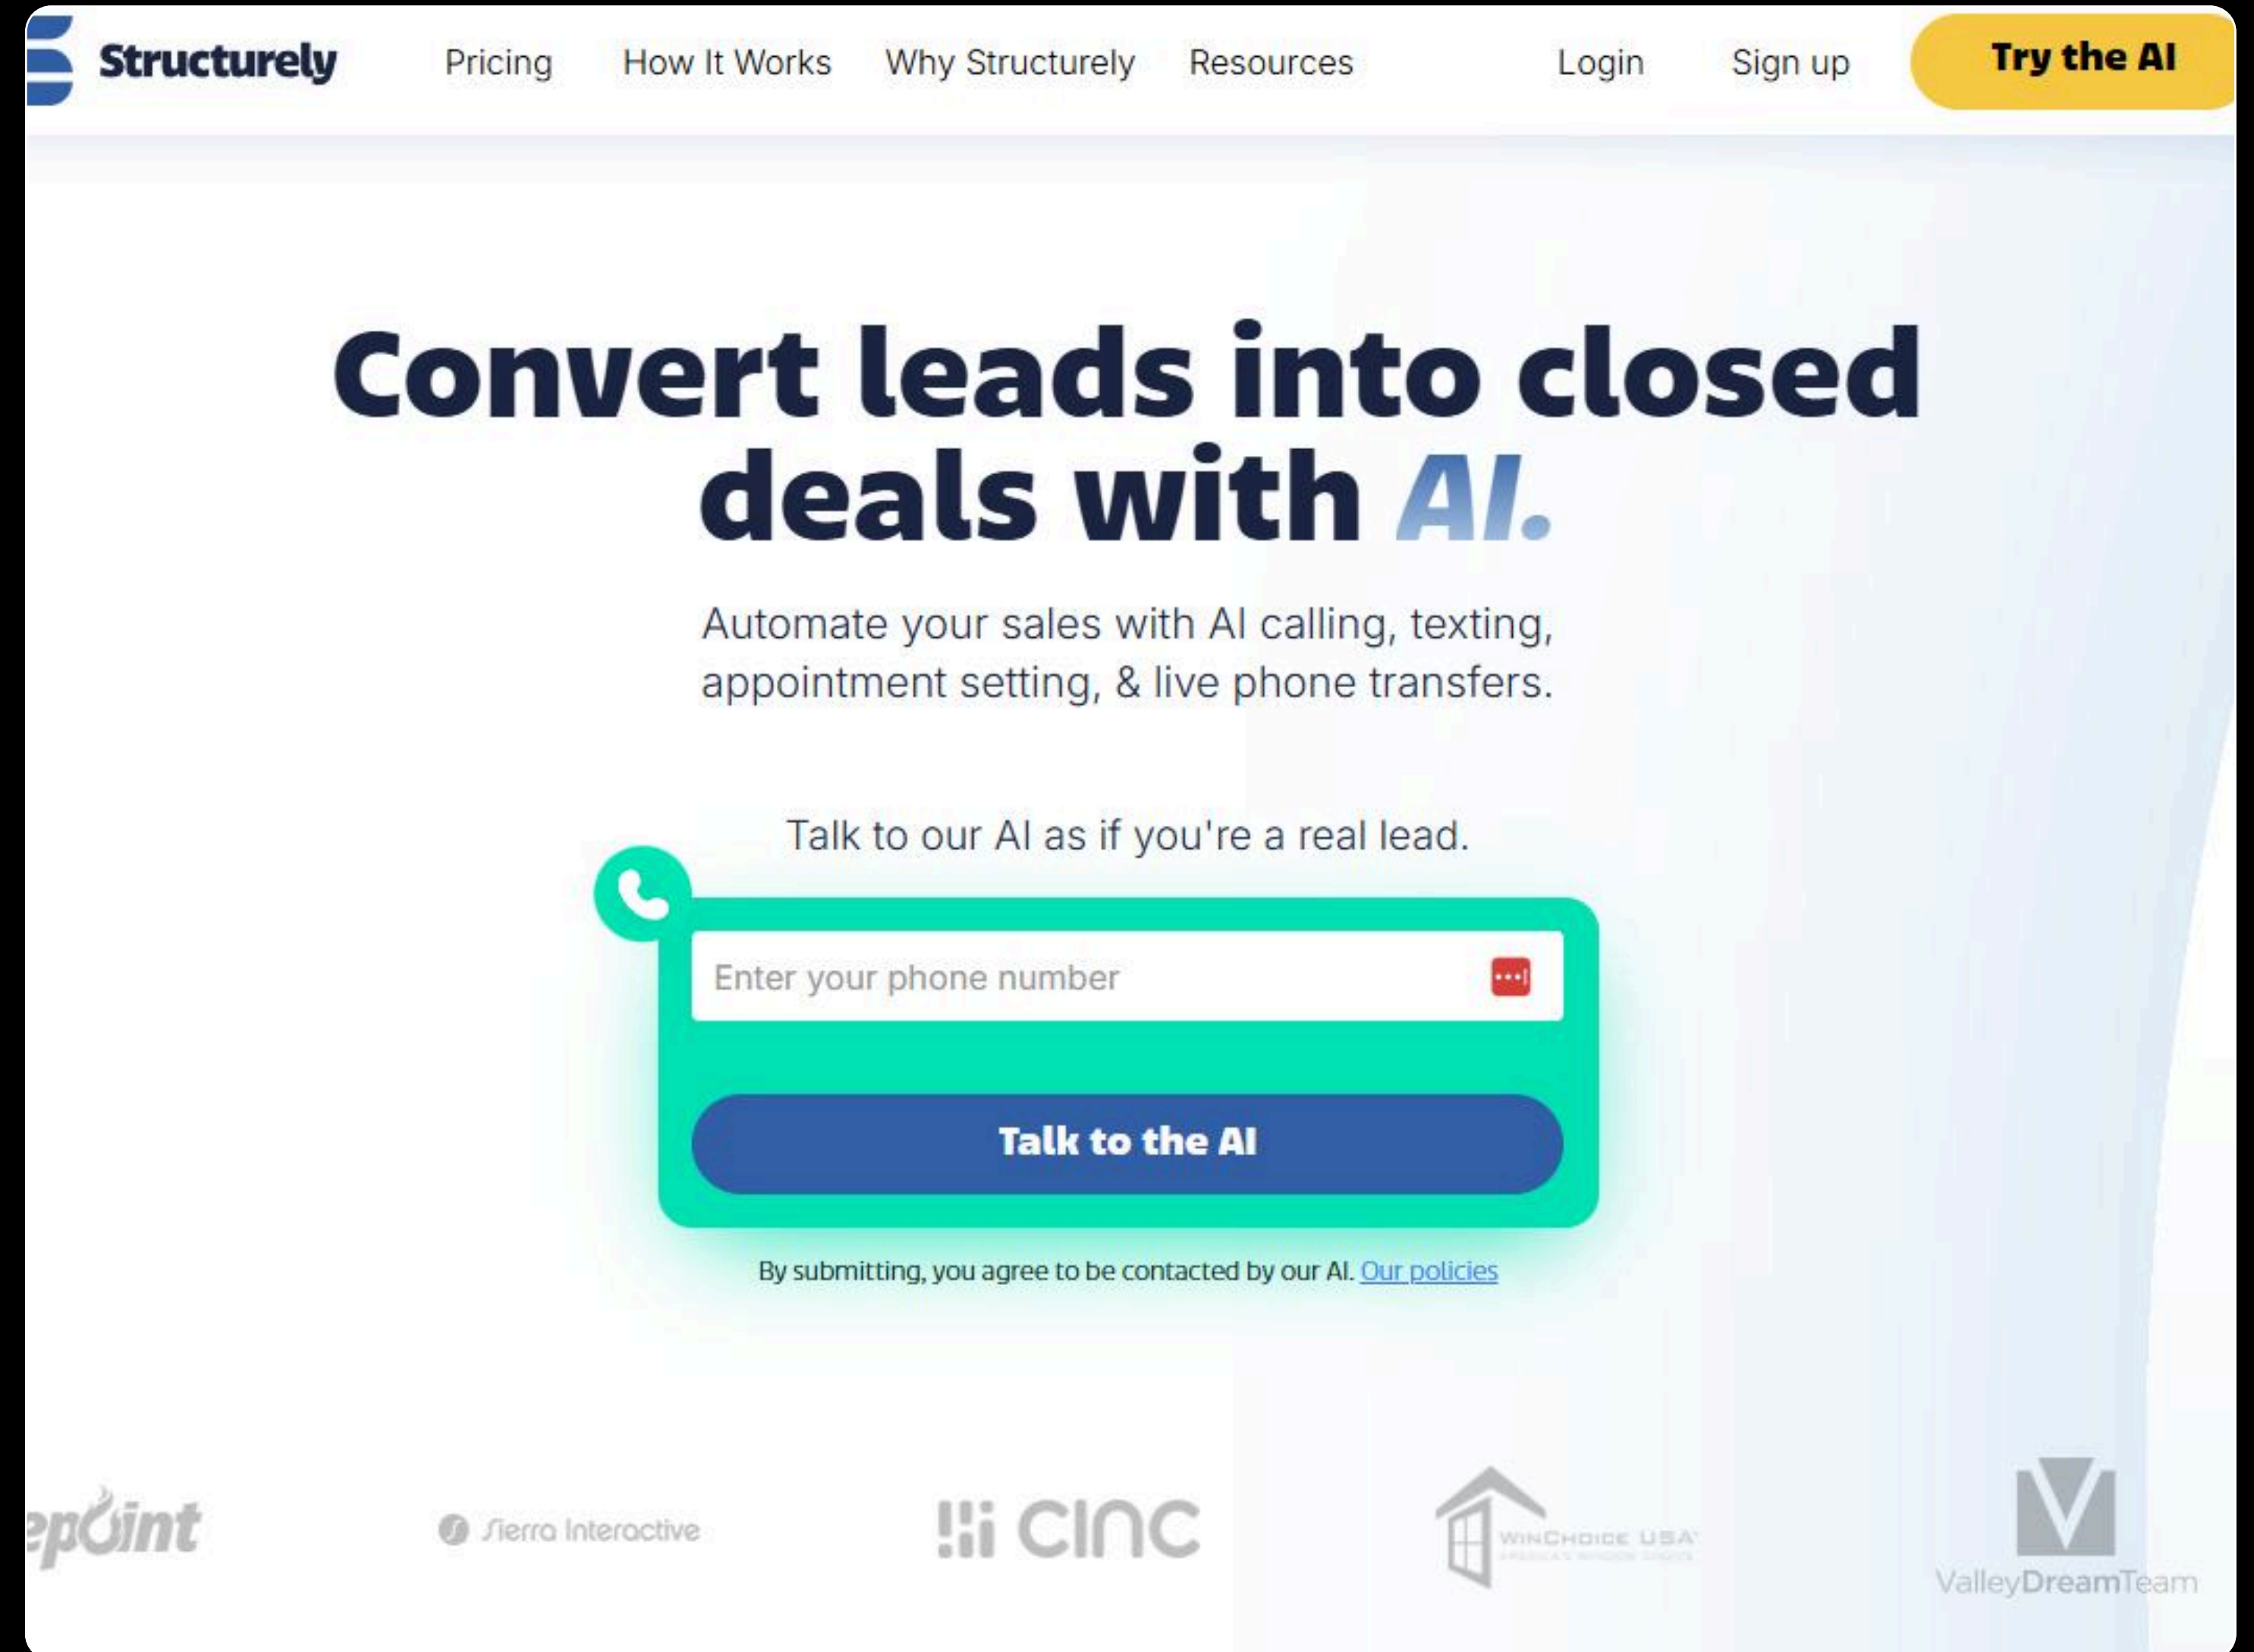 Structurely Pricing How It Works Why Structurely Resources Login Sign up Try the AI
Convert leads into closed
deals with AI.
Automate your sales with AI calling, texting,
appointment setting, & live phone transfers.
Talk to our AI as if you're a real lead.
Enter your phone number
Talk to the AI
By submitting, you agree to be contacted by our AI. Our policies
epoint Sierra Interactive CINC WINCHOICE USA
ValleyDreamTeam